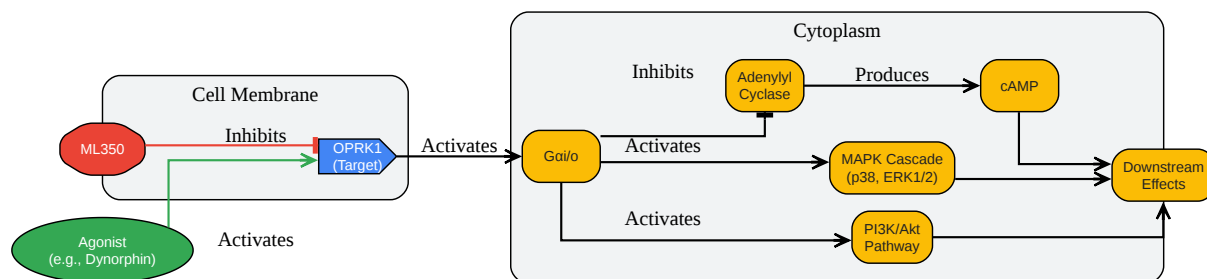 Cytoplasm
Inhibits
Adenylyl
Cyclase
Produces
cAMP
Cell Membrane
ML350
Inhibits
OPRK1
(Target)
Activates
Gαi/o
Activates
MAPK Cascade
(p38, ERK1/2)
Downstream
Effects
Agonist
(e.g., Dynorphin)
Activates
Activates
PI3K/Akt
Pathway